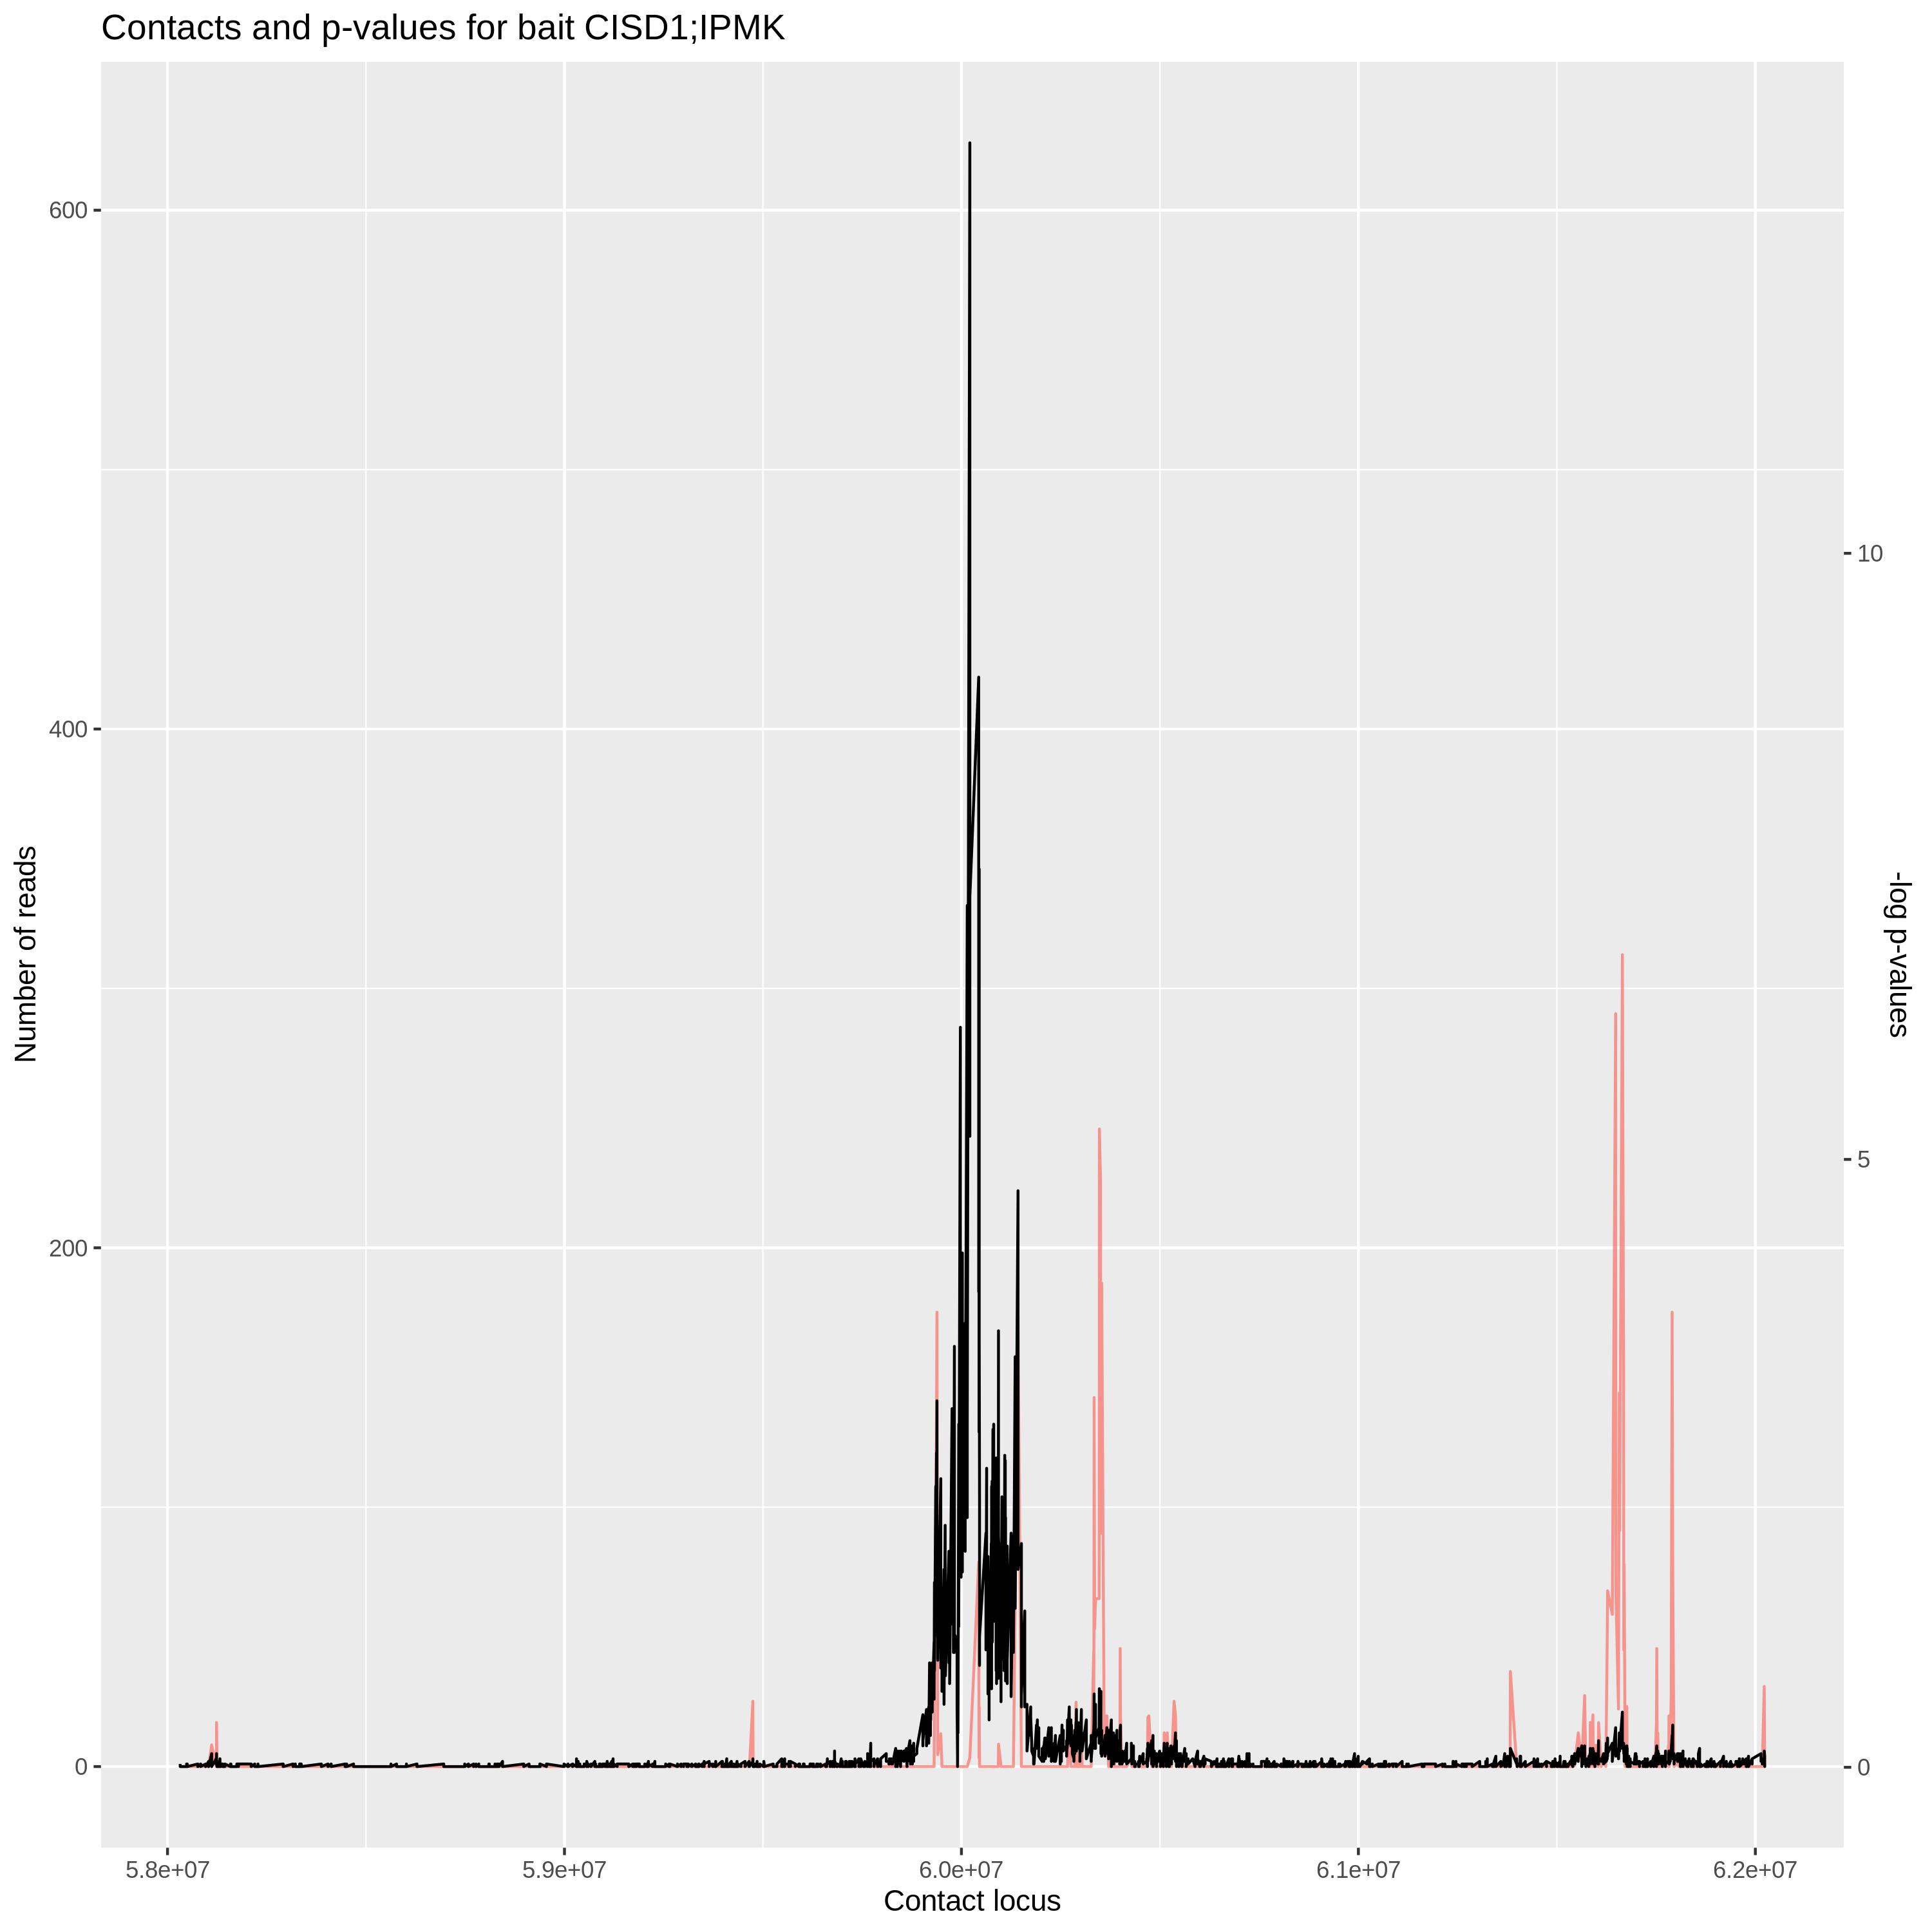 Contacts and p-values for bait CISD1;IPMK
600
400
200
0
Number of reads
10
5
0
-log p-values
5.8e+07
5.9e+07
6.0e+07
6.1e+07
6.2e+07
Contact locus